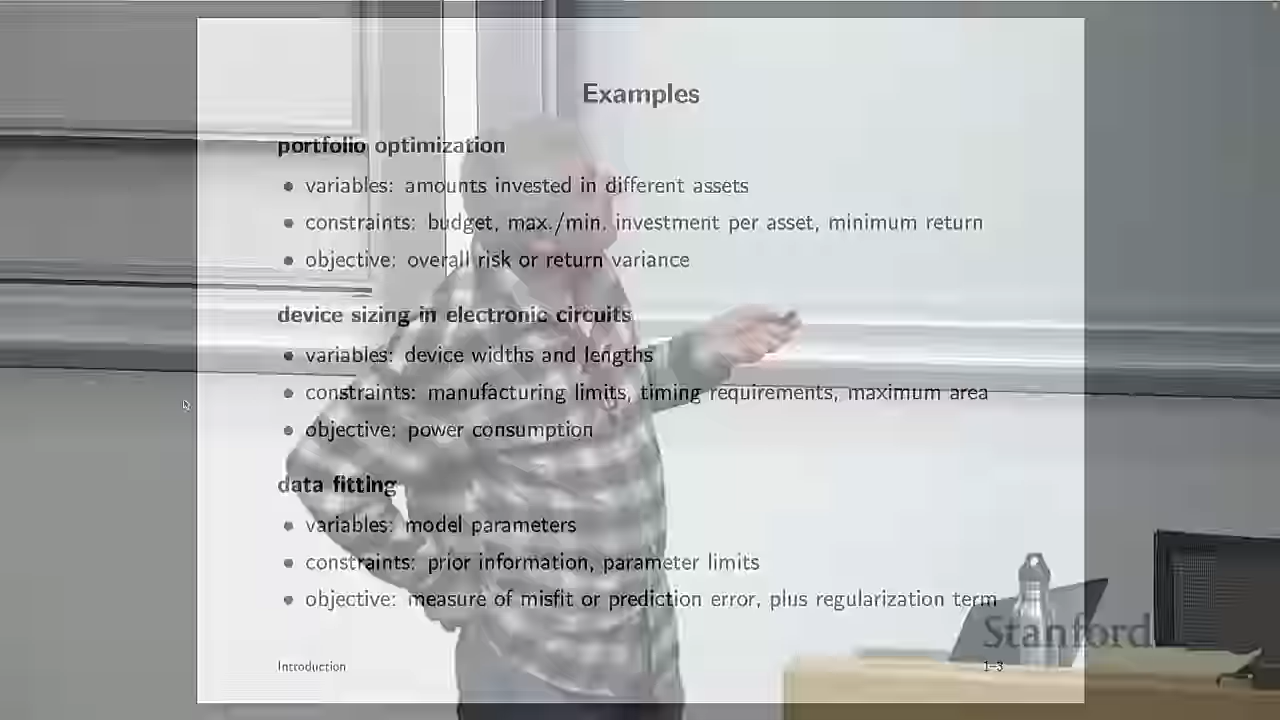 Examples
portfolio optimization
• variables: amounts invested in different assets
• constraints: budget, max./min. investment per asset, minimum return
• objective: overall risk or return variance
device sizing in electronic circuits
• variables: device widths and lengths
• constraints: manufacturing limits, timing requirements, maximum area
• objective: power consumption
data fitting
• variables: model parameters
• constraints: prior information, parameter limits
• objective: measure of misfit or prediction error, plus regularization term
Stanford
Introduction
1–3